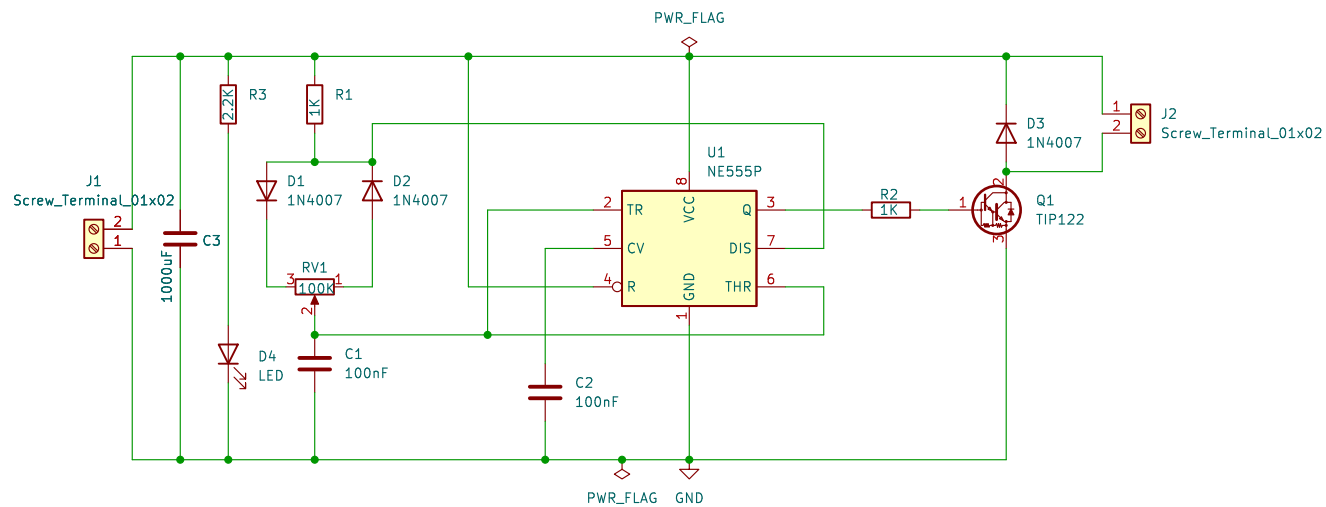 PWR_FLAG
R3
2.2K
R1
1K
J1
Screw_Terminal_01x02
2
1
C3
1000uF
D1
1N4007
D2
1N4007
RV1
100K
3
1
2
C1
100nF
D4
LED
C2
100nF
U1
NE555P
8
VCC
2
TR
5
CV
4
R
Q
3
DIS
7
THR
6
GND
1
R2
1K
D3
1N4007
1
2
3
Q1
TIP122
1
2
J2
Screw_Terminal_01x02
PWR_FLAG
GND